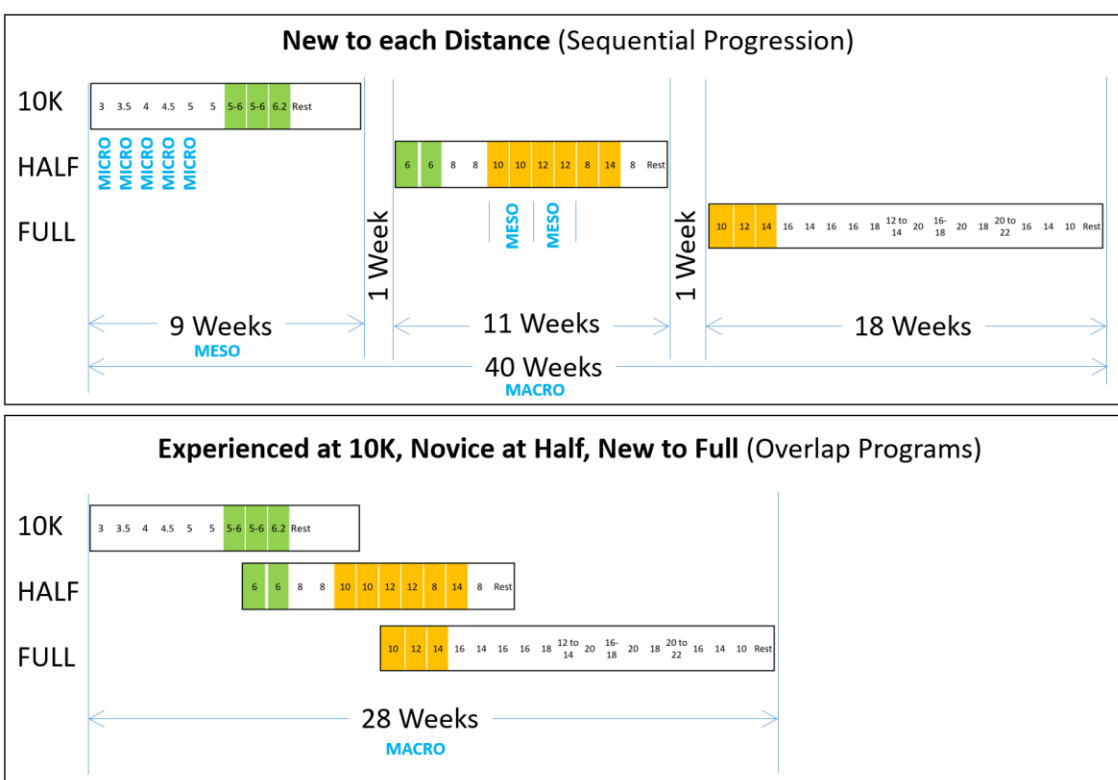 New to each Distance (Sequential Progression)
10K
3 3.5 4 4.5 5 5 5-6 5-6 6.2 Rest
MICRO MICRO MICRO MICRO MICRO
HALF
6 6 8 8 10 10 12 12 8 14 8 Rest
MESO MESO
FULL
10 12 14 16 14 16 16 18 12 to 14 20 16-18 20 18 20 to 22 16 14 10 Rest
1 Week
1 Week
9 Weeks
11 Weeks
18 Weeks
MESO
40 Weeks
MACRO
Experienced at 10K, Novice at Half, New to Full (Overlap Programs)
10K
3 3.5 4 4.5 5 5 5-6 5-6 6.2 Rest
HALF
6 6 8 8 10 10 12 12 8 14 8 Rest
FULL
10 12 14 16 14 16 16 18 12 to 14 20 16-18 20 18 20 to 22 16 14 10 Rest
28 Weeks
MACRO